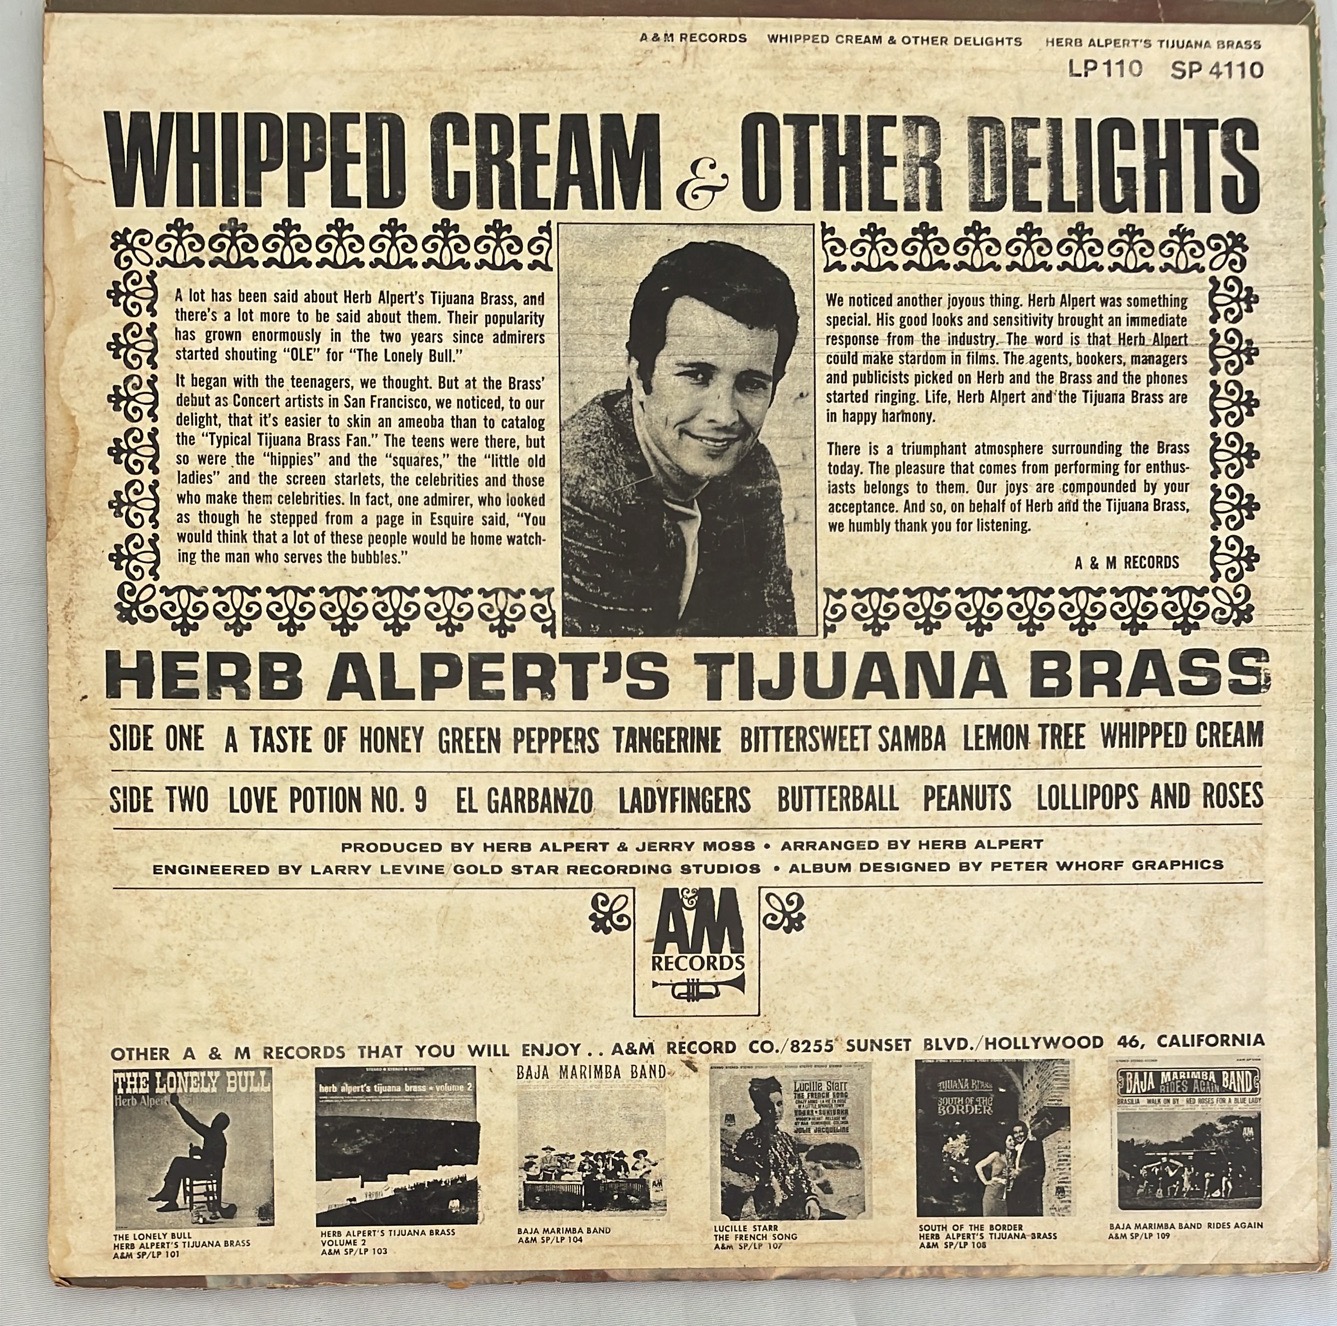 A&M RECORDS WHIPPED CREAM & OTHER DELIGHTS HERB ALPERT'S TIJUANA BRASS
LP 110 SP 4110
WHIPPED CREAM & OTHER DELIGHTS
A lot has been said about Herb Alpert's Tijuana Brass, and
there's a lot more to be said about them. Their popularity
has grown enormously in the two years since admirers
started shouting "OLE" for "The Lonely Bull."
It began with the teenagers, we thought. But at the Brass'
debut as Concert artists in San Francisco, we noticed, to our
delight, that it's easier to skin an ameoba than to catalog
the "Typical Tijuana Brass Fan." The teens were there, but
so were the "hippies" and the "squares," the "little old
ladies" and the screen starlets, the celebrities and those
who make them celebrities. In fact, one admirer, who looked
as though he stepped from a page in Esquire said, "You
would think that a lot of these people would be home watch-
ing the man who serves the bubbles."
We noticed another joyous thing. Herb Alpert was something
special. His good looks and sensitivity brought an immediate
response from the industry. The word is that Herb Alpert
could make stardom in films. The agents, bookers, managers
and publicists picked on Herb and the Brass and the phones
started ringing. Life, Herb Alpert and the Tijuana Brass are
in happy harmony.
There is a triumphant atmosphere surrounding the Brass
today. The pleasure that comes from performing for enthus-
iasts belongs to them. Our joys are compounded by your
acceptance. And so, on behalf of Herb and the Tijuana Brass,
we humbly thank you for listening.
A & M RECORDS
HERB ALPERT'S TIJUANA BRASS
SIDE ONE A TASTE OF HONEY GREEN PEPPERS TANGERINE BITTERSWEET SAMBA LEMON TREE WHIPPED CREAM
SIDE TWO LOVE POTION NO. 9 EL GARBANZO LADYFINGERS BUTTERBALL PEANUTS LOLLIPOPS AND ROSES
PRODUCED BY HERB ALPERT & JERRY MOSS • ARRANGED BY HERB ALPERT
ENGINEERED BY LARRY LEVINE/GOLD STAR RECORDING STUDIOS • ALBUM DESIGNED BY PETER WHORF GRAPHICS
A&M
RECORDS
OTHER A & M RECORDS THAT YOU WILL ENJOY . . A&M RECORD CO./8255 SUNSET BLVD./HOLLYWOOD 46, CALIFORNIA
THE LONELY BULL
Herb Alpert
THE LONELY BULL
HERB ALPERT'S TIJUANA BRASS
A&M SP/LP 101
herb alpert's tijuana brass • volume 2
HERB ALPERT'S TIJUANA BRASS
VOLUME 2
A&M SP/LP 103
BAJA MARIMBA BAND
BAJA MARIMBA BAND
A&M SP/LP 104
Lucille Starr
THE FRENCH SONG
JOLIE JACQUELINE
LUCILLE STARR
THE FRENCH SONG
A&M SP/LP 107
TIJUANA BRASS
SOUTH OF THE
BORDER
SOUTH OF THE BORDER
HERB ALPERT'S TIJUANA BRASS
A&M SP/LP 108
BAJA MARIMBA BAND
RIDES AGAIN
BRASILIA WALK ON BY RED ROSES FOR A BLUE LADY
BAJA MARIMBA BAND RIDES AGAIN
A&M SP/LP 109